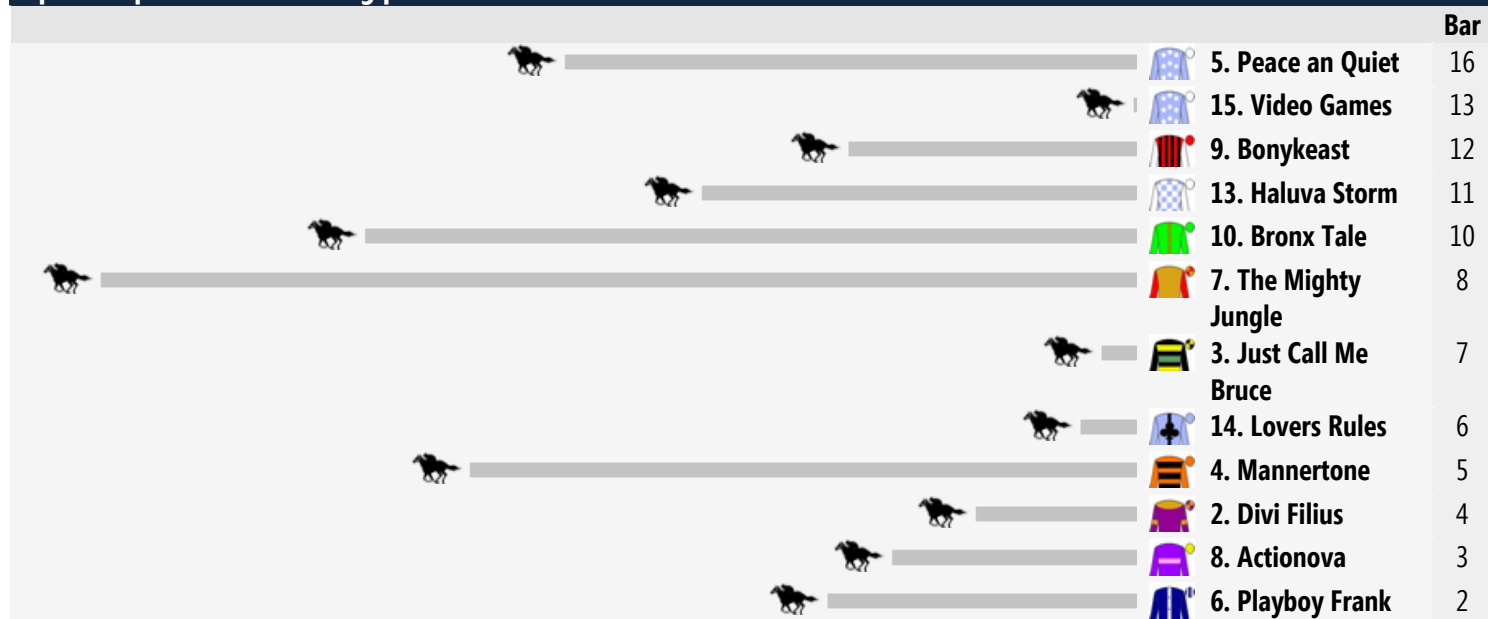 Bar
5. Peace an Quiet 16
15. Video Games 13
9. Bonykeast 12
13. Haluva Storm 11
10. Bronx Tale 10
7. The Mighty 8
Jungle
3. Just Call Me 7
Bruce
14. Lovers Rules 6
4. Mannertone 5
2. Divi Filius 4
8. Actionova 3
6. Playboy Frank 2